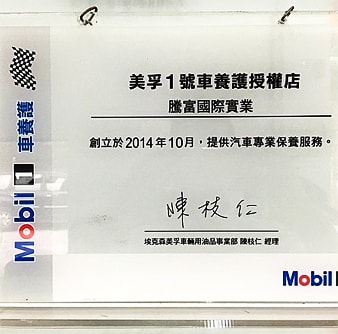 美孚1號車養護授權店
騰富國際實業
創立於2014年10月，提供汽車專業保養服務。
陳枝仁
埃克森美孚車輛用油品事業部 陳枝仁 經理
Mobil 1 車養護
Mobil